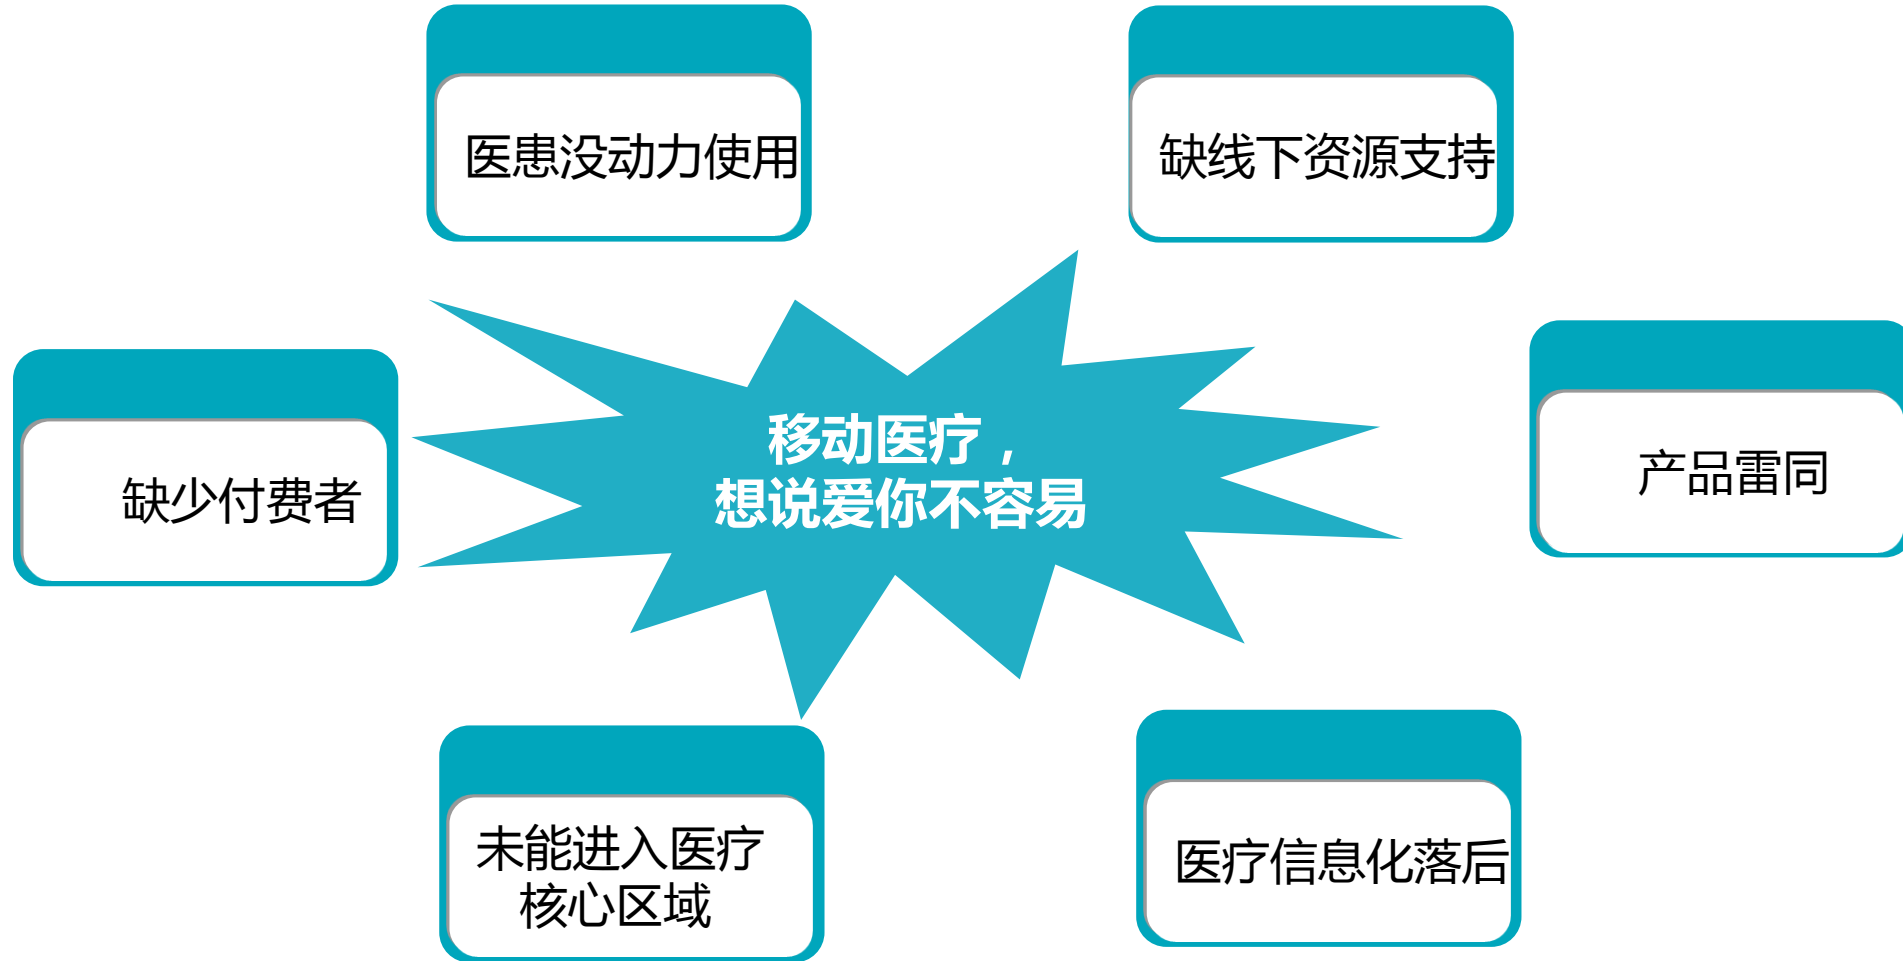 医患没动力使用
缺线下资源支持
移动医疗，
想说爱你不容易
缺少付费者
产品雷同
未能进入医疗
核心区域
医疗信息化落后